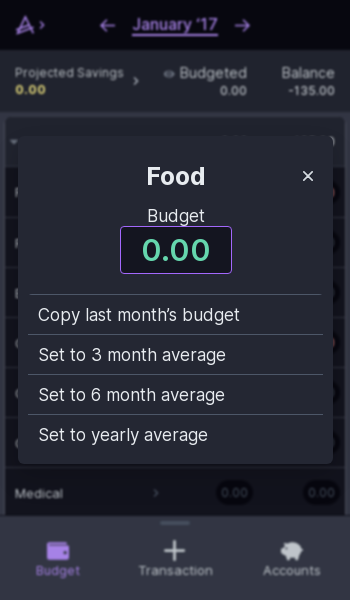 January '17
Projected Savings
0.00
Budgeted
0.00
Balance
-135.00
Food
Budget
0.00
Copy last month's budget
Set to 3 month average
Set to 6 month average
Set to yearly average
Medical
0.00
0.00
Budget
Transaction
Accounts